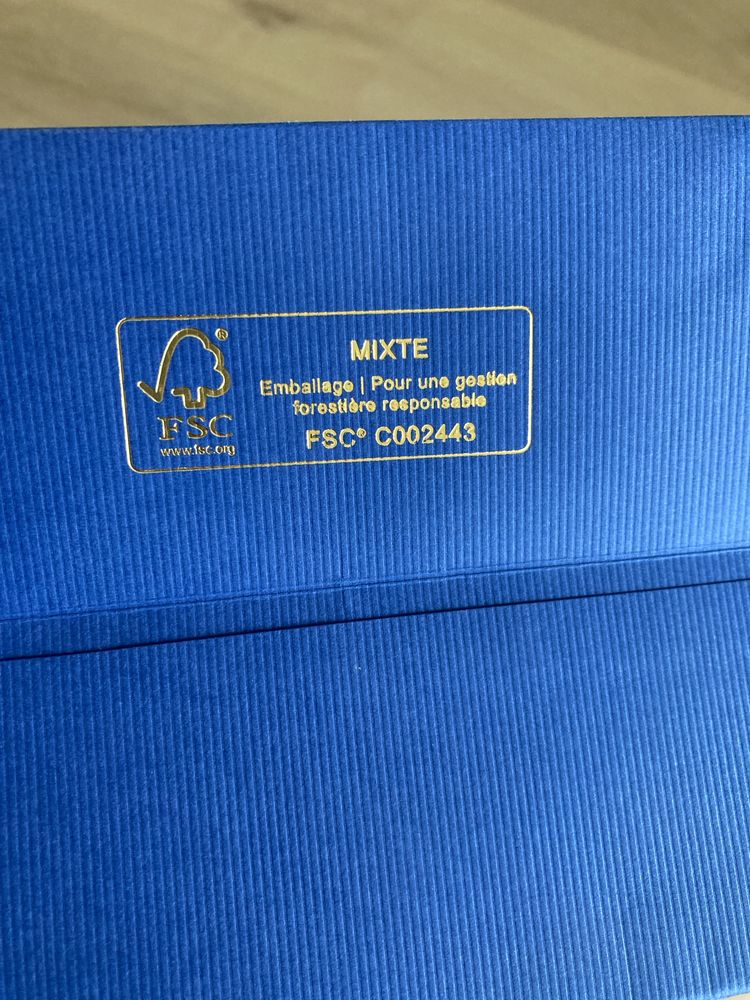 MIXTE
Emballage | Pour une gestion
forestière responsable
FSC® C002443
®
FSC
www.fsc.org